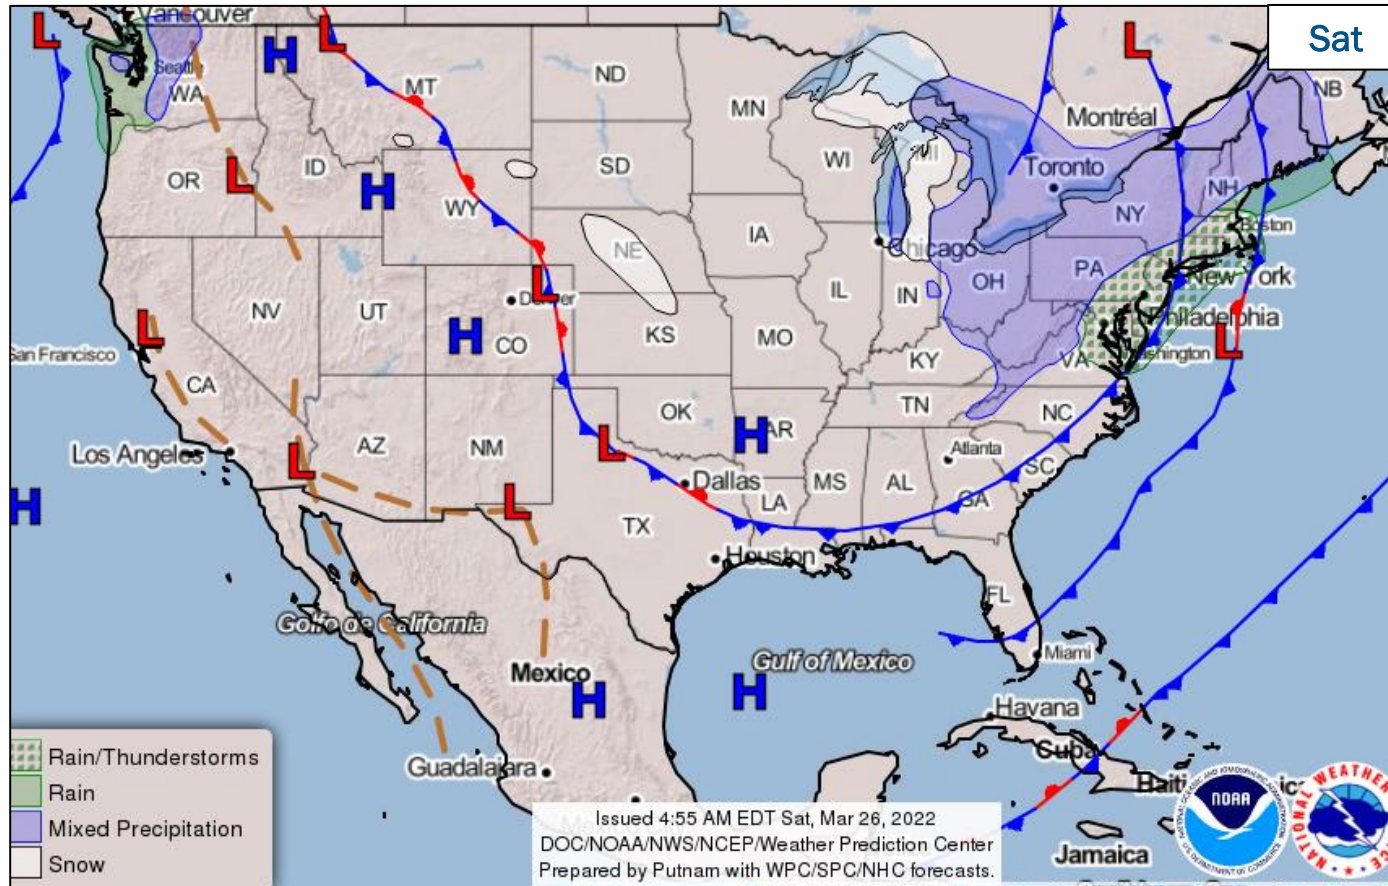 Vancouver
Sat
L
L
L
H
MT
ND
Seattle
WA
MN
NB
Montréal
OR
ID
H
WY
SD
WI
MI
Toronto
NH
NY
L
IA
NE
Chicago
Boston
PA
New York
NV
UT
L
Denver
IL
IN
OH
Philadelphia
L
San Francisco
H
CO
KS
MO
KY
VA
Washington
L
CA
OK
TN
NC
Los Angeles
L
AZ
NM
L
H
AR
Atlanta
SC
H
L
Dallas
LA
MS
AL
GA
TX
Houston
FL
Golfo de California
Miami
Gulf of Mexico
Mexico
H
H
Havana
Cuba
Guadalajara
Haiti
Rain/Thunderstorms
Rain
Mixed Precipitation
Snow
Issued 4:55 AM EDT Sat, Mar 26, 2022
DOC/NOAA/NWS/NCEP/Weather Prediction Center
Prepared by Putnam with WPC/SPC/NHC forecasts.
Jamaica
NOAA
NATIONAL WEATHER